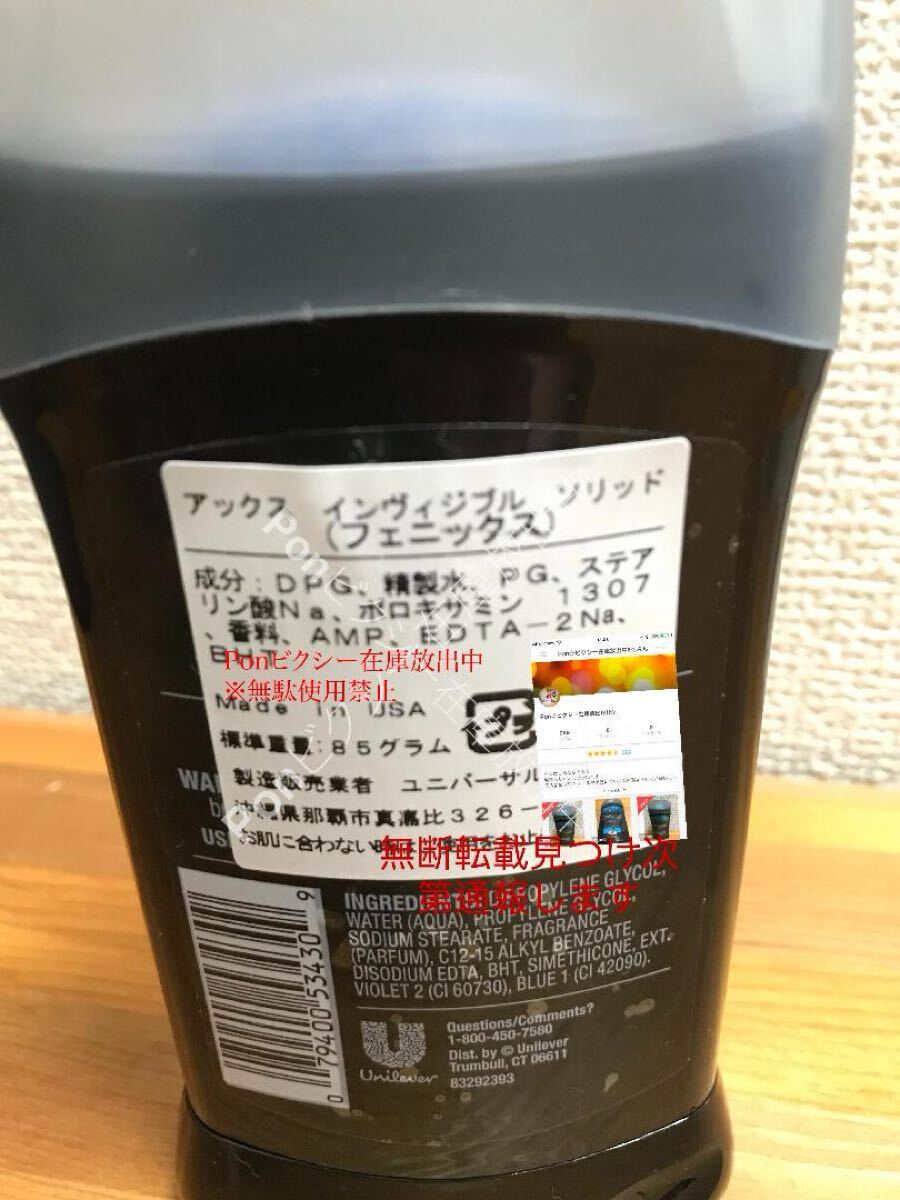 アックス インヴィジブル ソリッド
(フェニックス)
成分:DPG、精製水、PG、ステア
リン酸Na、ポロキサミン 1307
、香料、AMP、EDTA-2Na、
BHT
Ponピクシー在庫放出中
※無駄使用禁止
Made in USA
標準重量:85グラム
製造販売業者 ユニバーサル
沖縄県那覇市真嘉比326-
お肌に合わない時は
無断転載見つけ次
第通報します
WATER (AQUA), PROPYLENE GLYCOL,
SODIUM STEARATE, FRAGRANCE
(PARFUM), C12-15 ALKYL BENZOATE,
DISODIUM EDTA, BHT, SIMETHICONE, EXT.
VIOLET 2 (CI 60730), BLUE 1 (CI 42090).
0 79400 53430 9
Unilever
Questions/Comments?
1-800-450-7580
Dist. by © Unilever
Trumbull, CT 06611
83292393